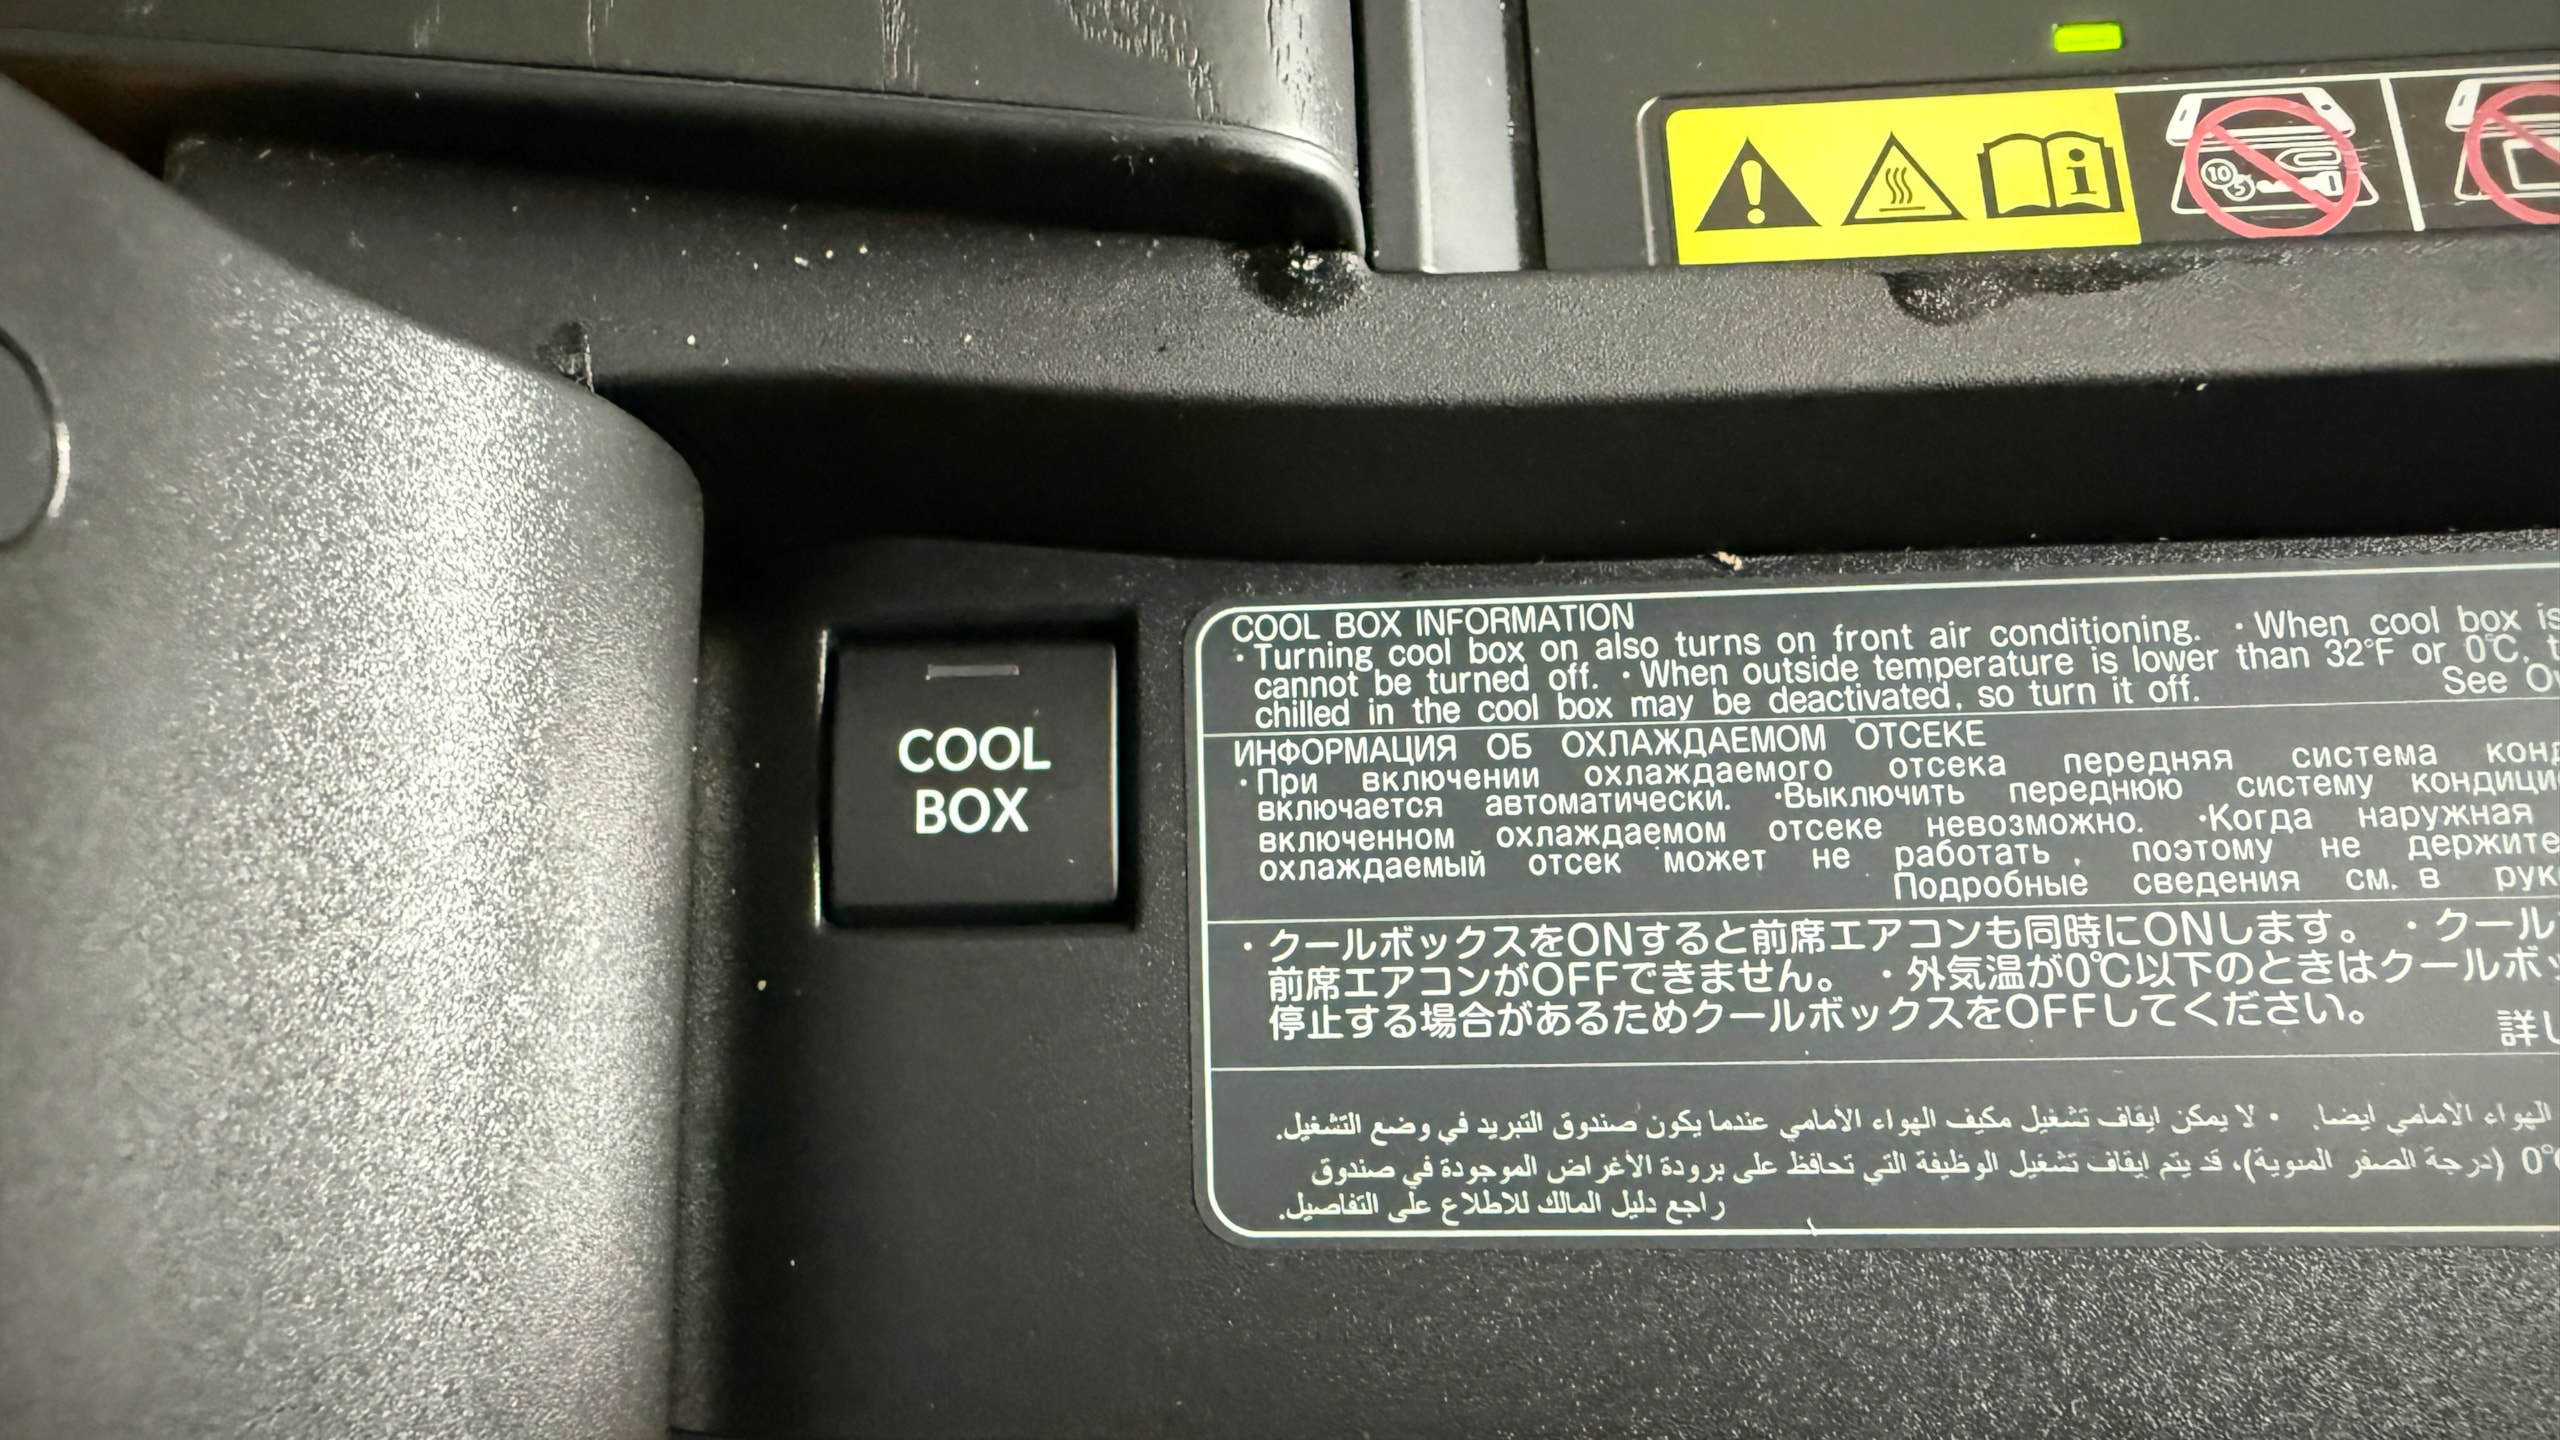 10
5
i
COOL
BOX
COOL BOX INFORMATION
・Turning cool box on also turns on front air conditioning. ・When cool box
cannot be turned off. ・When outside temperature is lower than 32°F or 0°C,
chilled in the cool box may be deactivated, so turn it off.
See
ИНФОРМАЦИЯ ОБ ОХЛАЖДАЕМОМ ОТСЕКЕ
・При включении охлаждаемого отсека передняя система
включается автоматически. ・Выключить переднюю систему
включенном охлаждаемом отсеке невозможно. ・Когда наружная
охлаждаемый отсек может не работать , поэтому не держите
Подробные сведения см. в
・クールボックスをONすると前席エアコンも同時にONします。 ・クール
前席エアコンがOFFできません。 ・外気温が0℃以下のときはクールボッ
停止する場合があるためクールボックスをOFFしてください。
詳し
الهواء الأمامي ايضا. • لا يمكن ايقاف تشغيل مكيف الهواء الأمامي عندما يكون صندوق التبريد في وضع التشغيل.
0° (درجة الصفر المئوية)، قد يتم إيقاف تشغيل الوظيفة التي تحافظ على برودة الأغراض الموجودة في صندوق
راجع دليل المالك للاطلاع على التفاصيل.